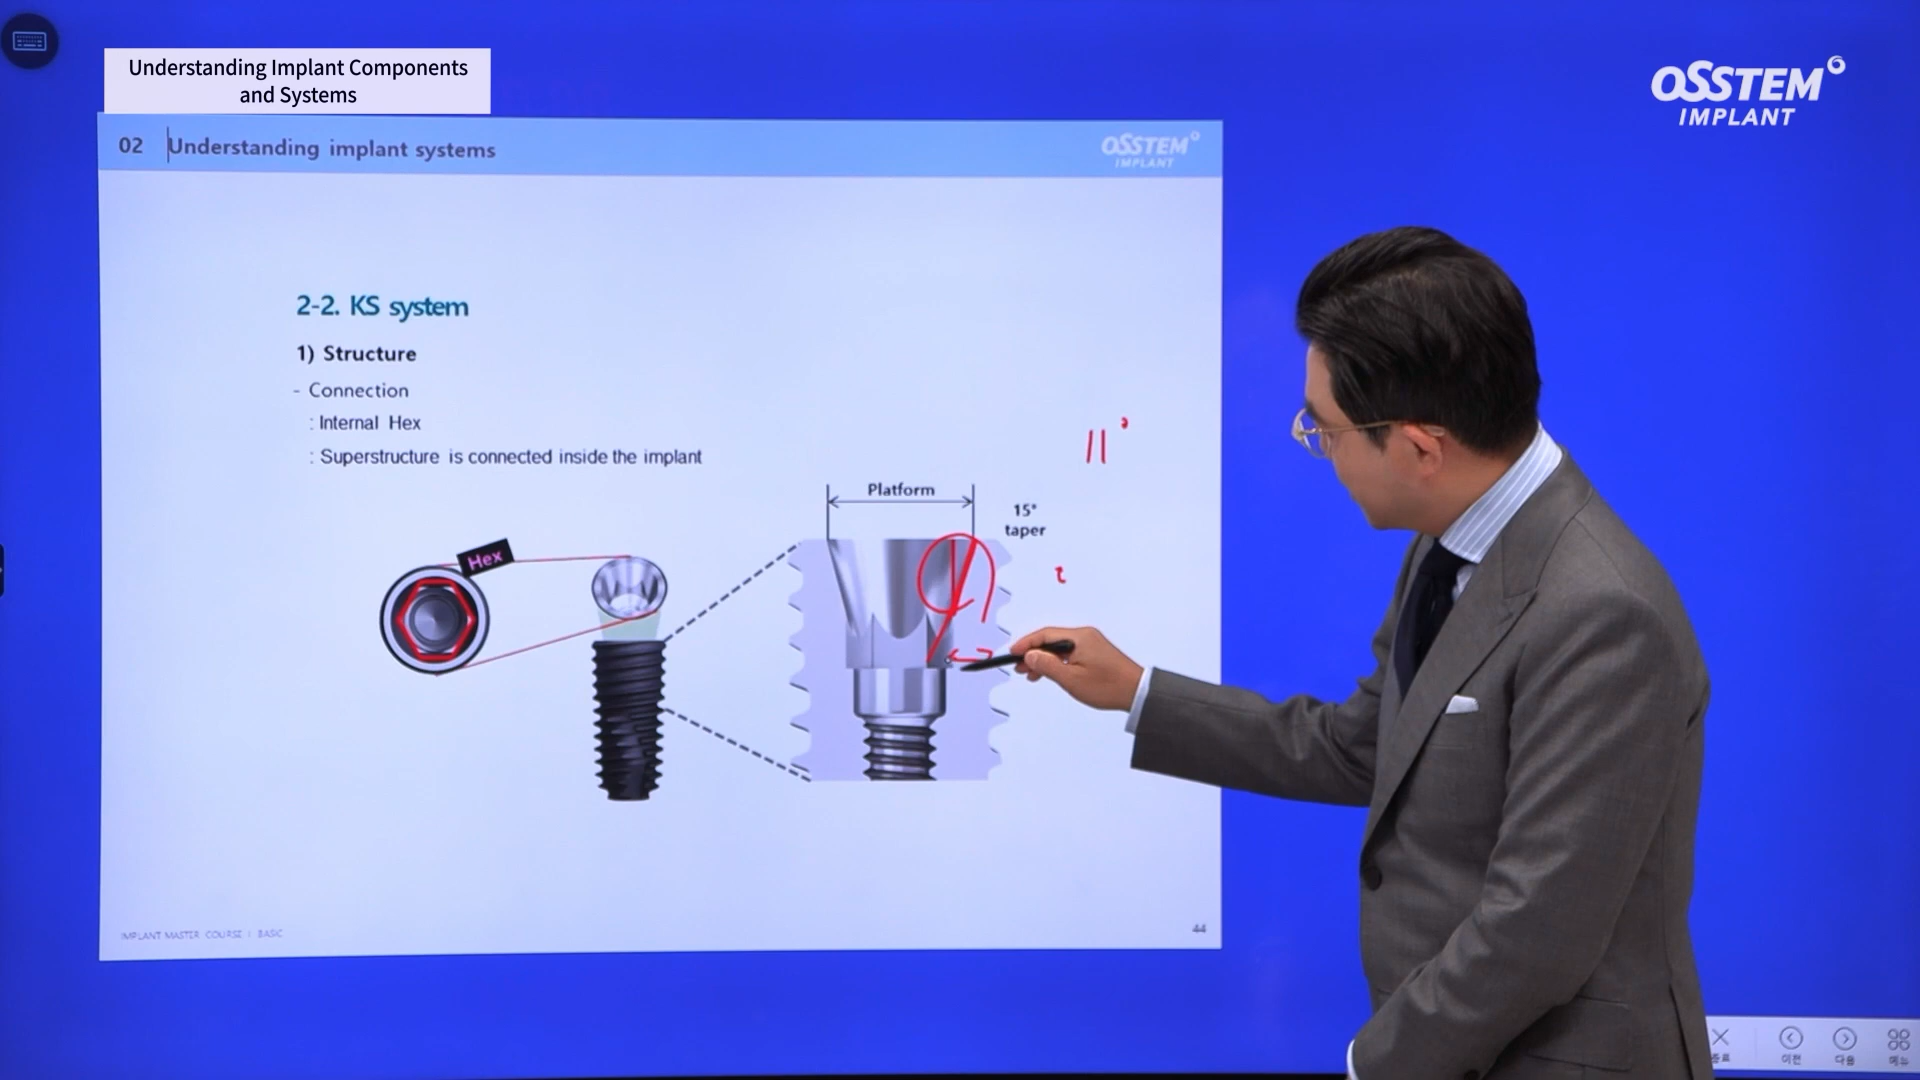 Understanding Implant Components
and Systems
OSSTEM
IMPLANT
02 Understanding implant systems
OSSTEM
IMPLANT
2-2. KS system
1) Structure
- Connection
: Internal Hex
: Superstructure is connected inside the implant
11°
Platform
15°
taper
Hex
IMPLANT MASTER COURSE I BASIC
44
종료 이전 다음 메뉴